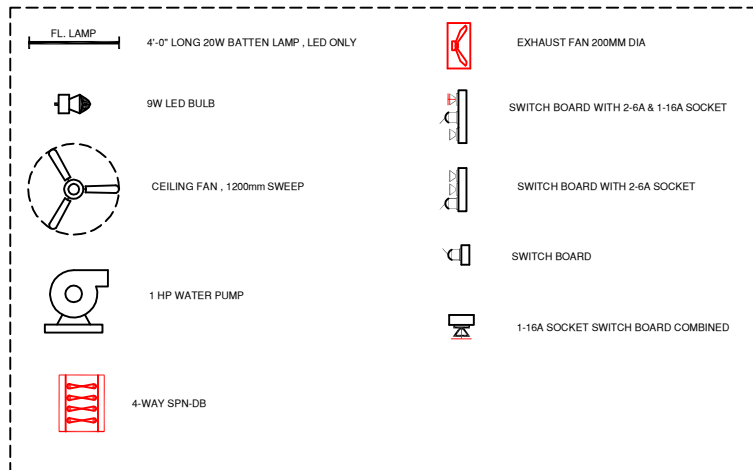 FL. LAMP
4'-0" LONG 20W BATTEN LAMP , LED ONLY
9W LED BULB
CEILING FAN , 1200mm SWEEP
1 HP WATER PUMP
4-WAY SPN-DB
EXHAUST FAN 200MM DIA
SWITCH BOARD WITH 2-6A & 1-16A SOCKET
SWITCH BOARD WITH 2-6A SOCKET
SWITCH BOARD
1-16A SOCKET SWITCH BOARD COMBINED